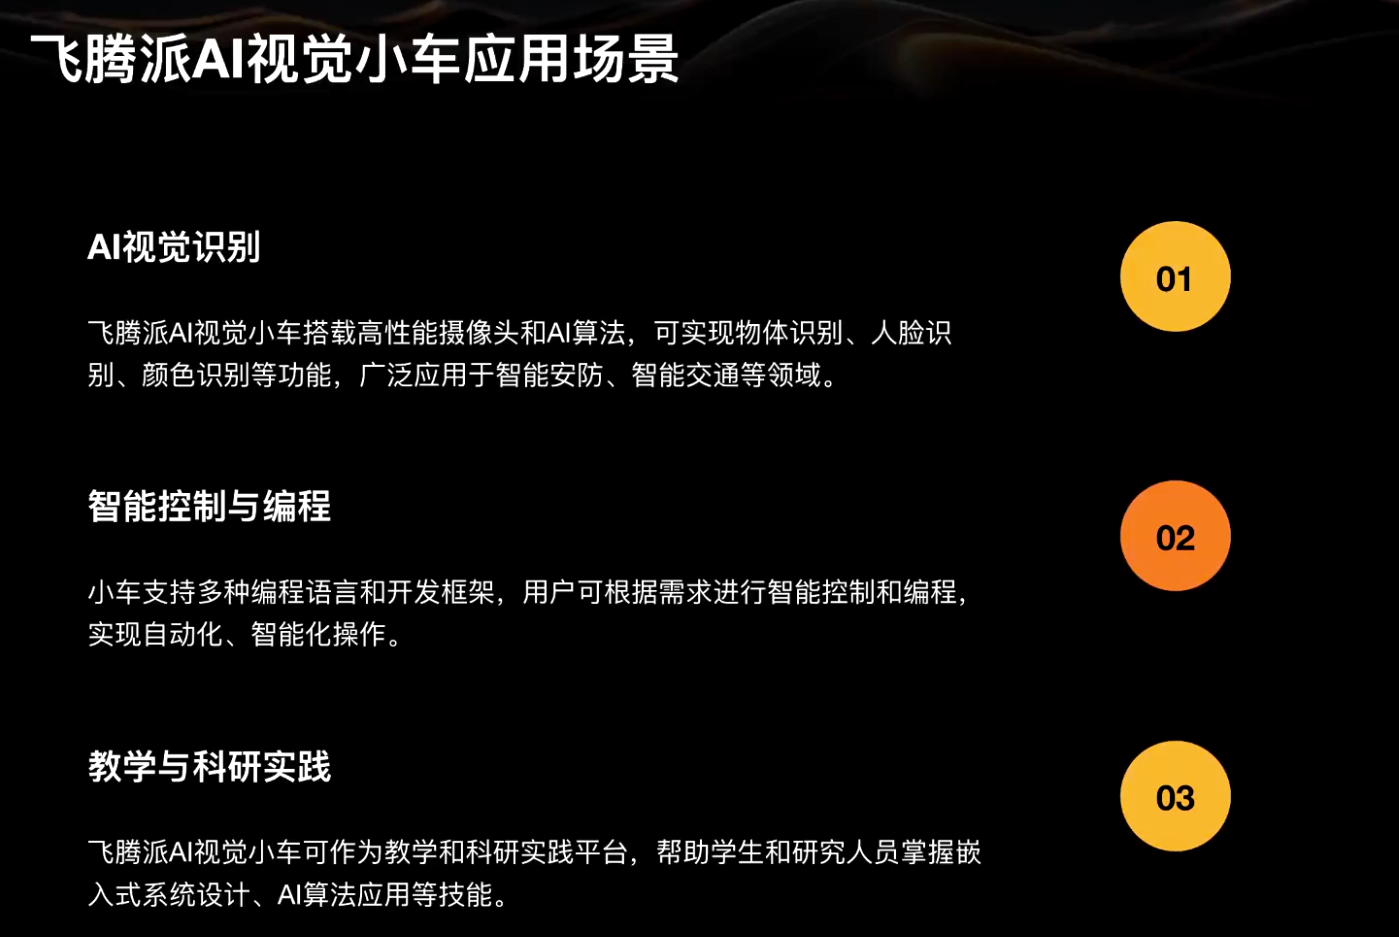 飞腾派AI视觉小车应用场景
AI视觉识别
01
飞腾派AI视觉小车搭载高性能摄像头和AI算法，可实现物体识别、人脸识
别、颜色识别等功能，广泛应用于智能安防、智能交通等领域。
智能控制与编程
02
小车支持多种编程语言和开发框架，用户可根据需求进行智能控制和编程，
实现自动化、智能化操作。
教学与科研实践
03
飞腾派AI视觉小车可作为教学和科研实践平台，帮助学生和研究人员掌握嵌
入式系统设计、AI算法应用等技能。